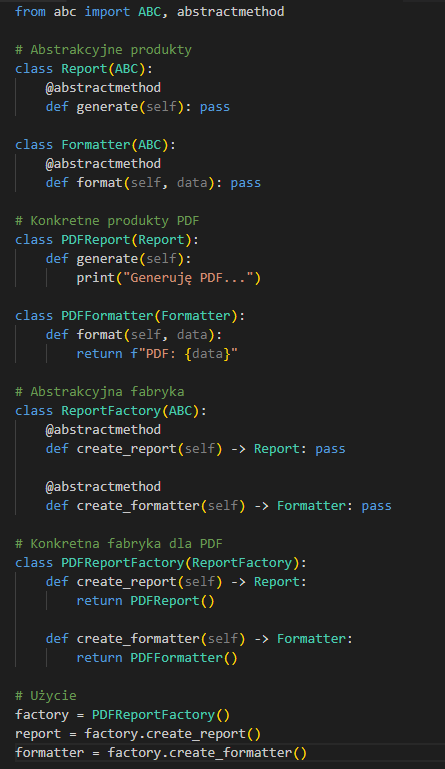 from abc import ABC, abstractmethod
# Abstrakcyjne produkty
class Report(ABC):
    @abstractmethod
    def generate(self): pass
class Formatter(ABC):
    @abstractmethod
    def format(self, data): pass
# Konkretne produkty PDF
class PDFReport(Report):
    def generate(self):
        print("Generuję PDF...")
class PDFFormatter(Formatter):
    def format(self, data):
        return f"PDF: {data}"
# Abstrakcyjna fabryka
class ReportFactory(ABC):
    @abstractmethod
    def create_report(self) -> Report: pass
    @abstractmethod
    def create_formatter(self) -> Formatter: pass
# Konkretna fabryka dla PDF
class PDFReportFactory(ReportFactory):
    def create_report(self) -> Report:
        return PDFReport()
    def create_formatter(self) -> Formatter:
        return PDFFormatter()
# Użycie
factory = PDFReportFactory()
report = factory.create_report()
formatter = factory.create_formatter()